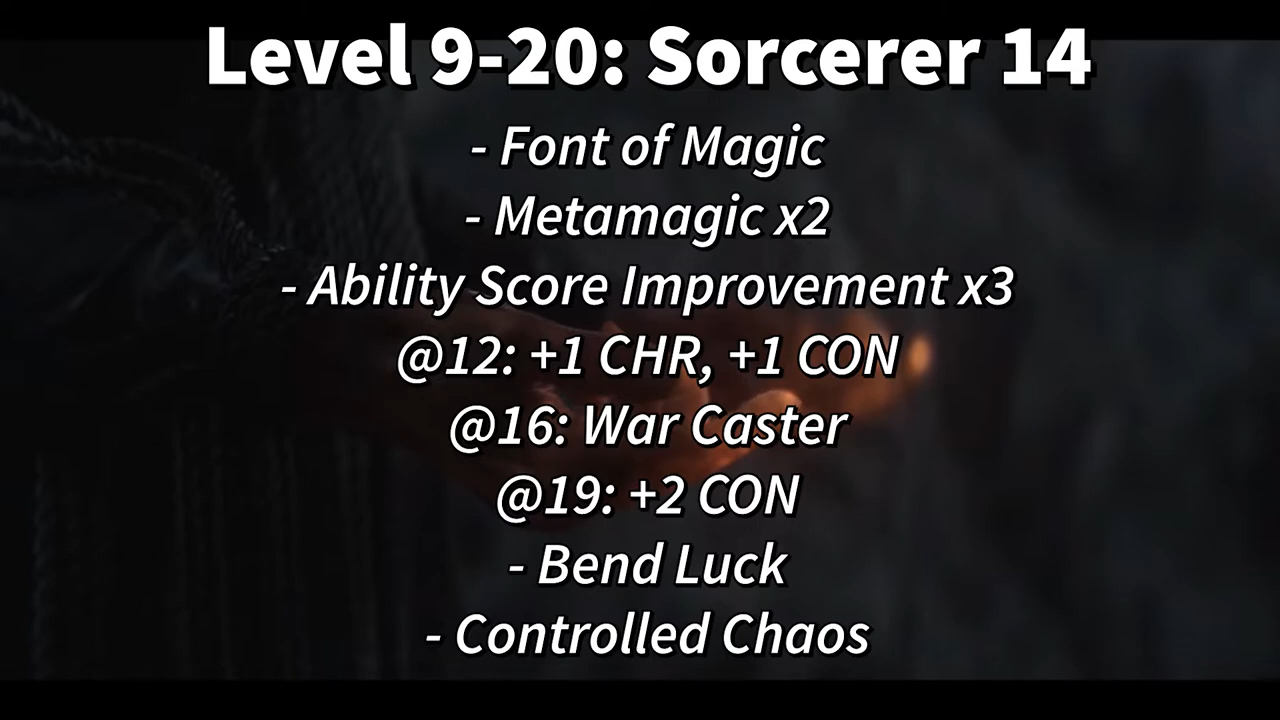 Level 9-20: Sorcerer 14
- Font of Magic
- Metamagic x2
- Ability Score Improvement x3
@12: +1 CHR, +1 CON
@16: War Caster
@19: +2 CON
- Bend Luck
- Controlled Chaos